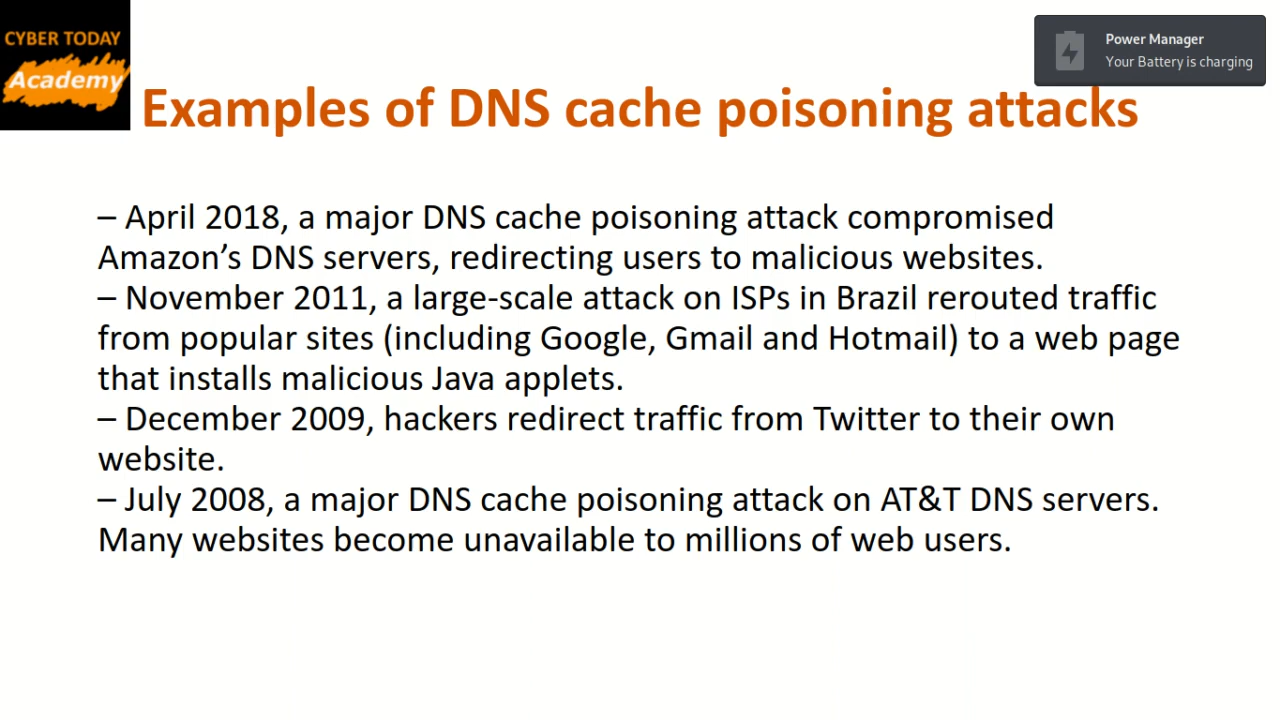 CYBER TODAY
Academy
Power Manager
Your Battery is charging
Examples of DNS cache poisoning attacks
– April 2018, a major DNS cache poisoning attack compromised
Amazon’s DNS servers, redirecting users to malicious websites.
– November 2011, a large-scale attack on ISPs in Brazil rerouted traffic
from popular sites (including Google, Gmail and Hotmail) to a web page
that installs malicious Java applets.
– December 2009, hackers redirect traffic from Twitter to their own
website.
– July 2008, a major DNS cache poisoning attack on AT&T DNS servers.
Many websites become unavailable to millions of web users.